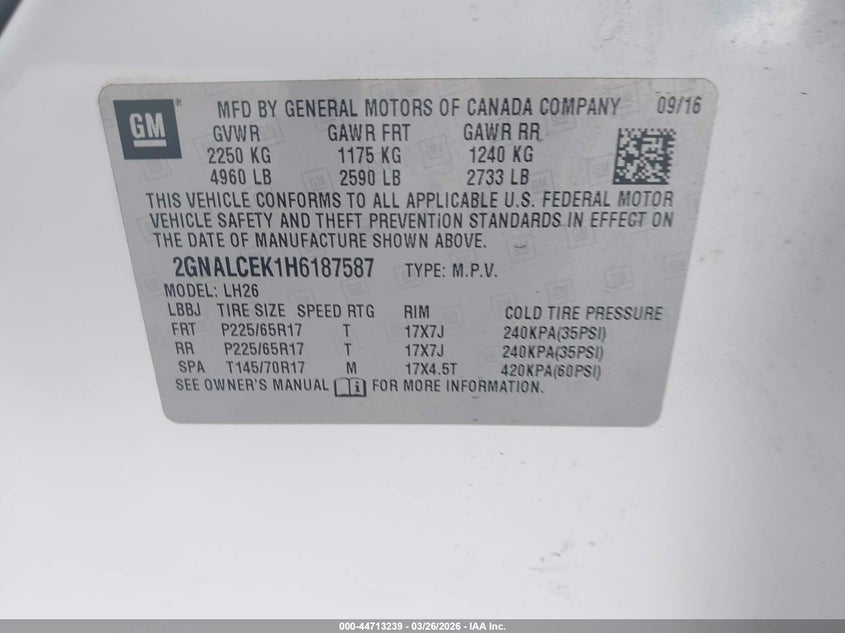 GM ® MFD BY GENERAL MOTORS OF CANADA COMPANY 09/16
GVWR GAWR FRT GAWR RR
2250 KG 1175 KG 1240 KG
4960 LB 2590 LB 2733 LB
THIS VEHICLE CONFORMS TO ALL APPLICABLE U.S. FEDERAL MOTOR
VEHICLE SAFETY AND THEFT PREVENTION STANDARDS IN EFFECT ON
THE DATE OF MANUFACTURE SHOWN ABOVE.
2GNALCEK1H6187587 TYPE: M.P.V.
MODEL: LH26
LBBJ TIRE SIZE SPEED RTG RIM COLD TIRE PRESSURE
FRT P225/65R17 T 17X7J 240KPA(35PSI)
RR P225/65R17 T 17X7J 240KPA(35PSI)
SPA T145/70R17 M 17X4.5T 420KPA(60PSI)
SEE OWNER'S MANUAL i FOR MORE INFORMATION.
000-44713239 - 03/26/2026 - IAA Inc.